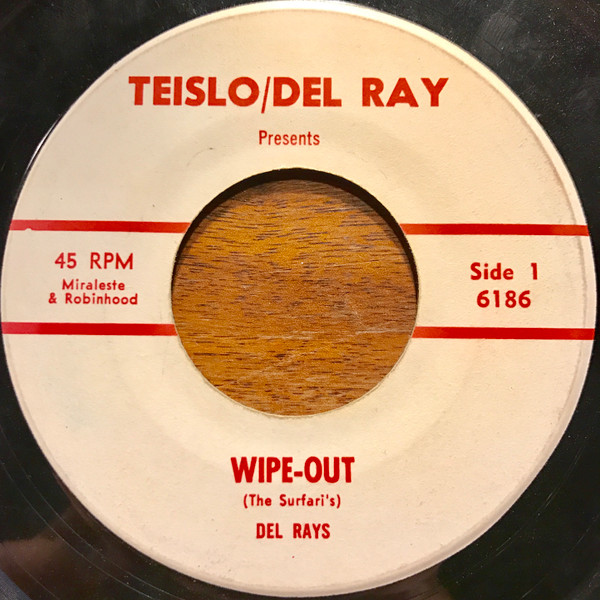 TEISLO/DEL RAY
Presents
45 RPM
Miraleste
& Robinhood
Side 1
6186
WIPE-OUT
(The Surfari's)
DEL RAYS